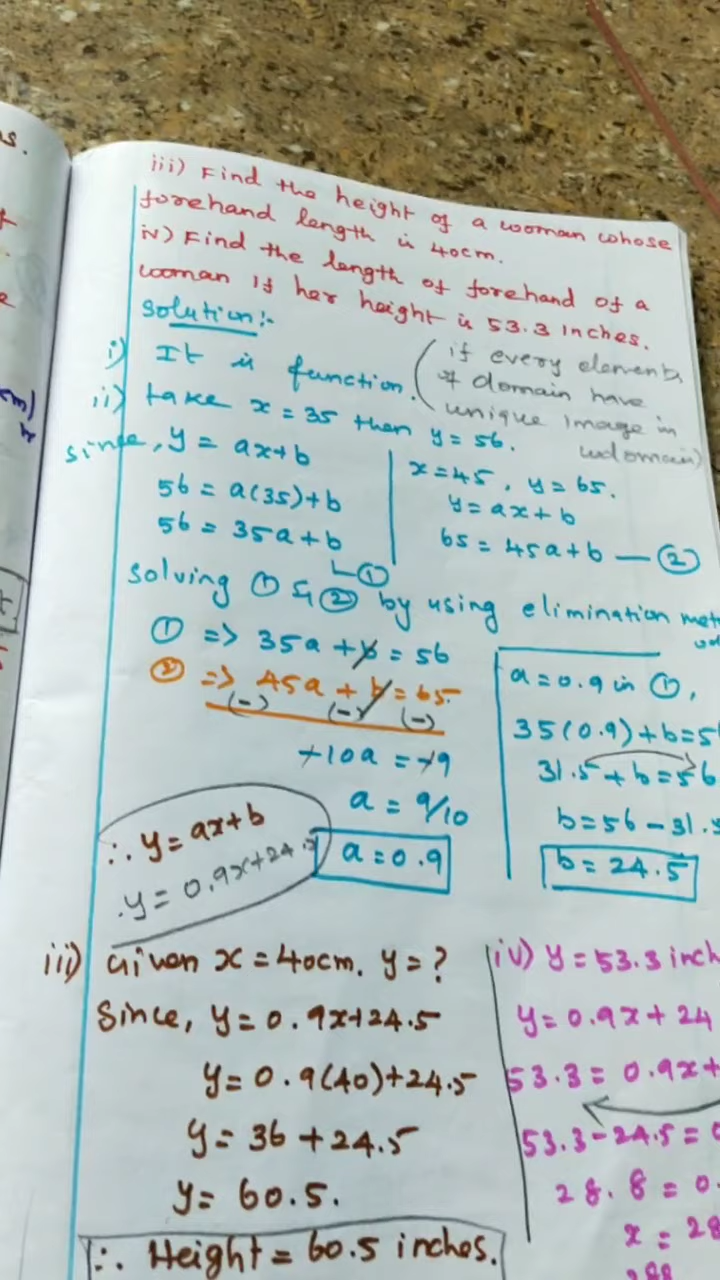 s.
iii) Find the height of a woman whose
forehand length is 40cm.
iv) Find the length of forehand of a
woman if her height is 53.3 inches.
Solution:-
i) It is function. (if every elements
of domain have
unique image in
codomain)
ii) take x = 35 then y = 56.
since, y = ax+b
56 = a(35)+b
56 = 35a+b
①
x=45, y=65.
y=ax+b
65=45a+b — ②
Solving ① & ② by using elimination
① => 35a + b = 56
② => 45a + b = 65
(-) (-) (-)
+10a = +9
a = 9/10
a = 0.9
a=0.9 in ①,
35(0.9)+b=5
31.5+b=56
b=56-31.5
b=24.5
∴ y=ax+b
∴y=0.9x+24.5
iii) Given x=40cm. y=?
Since, y=0.9x+24.5
y=0.9(40)+24.5
y=36+24.5
y=60.5.
∴ Height=60.5 inches.
iv) y=53.3 inch
y=0.9x+24
53.3=0.9x+
53.3-24.5=0
28.8=0.
x=28
288